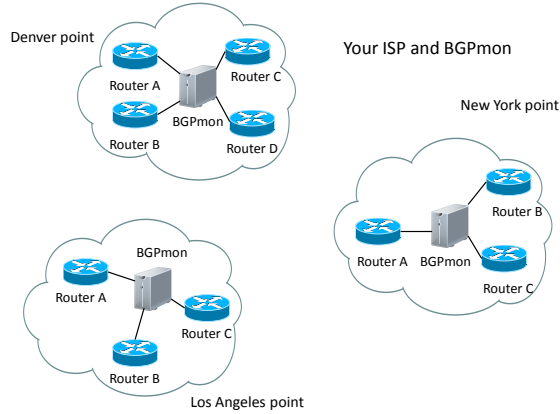 Denver point
Your ISP and BGPmon
Router A
Router C
BGPmon
Router B
Router D
New York point
Router B
Router A
BGPmon
Router C
BGPmon
Router A
Router C
Router B
Los Angeles point